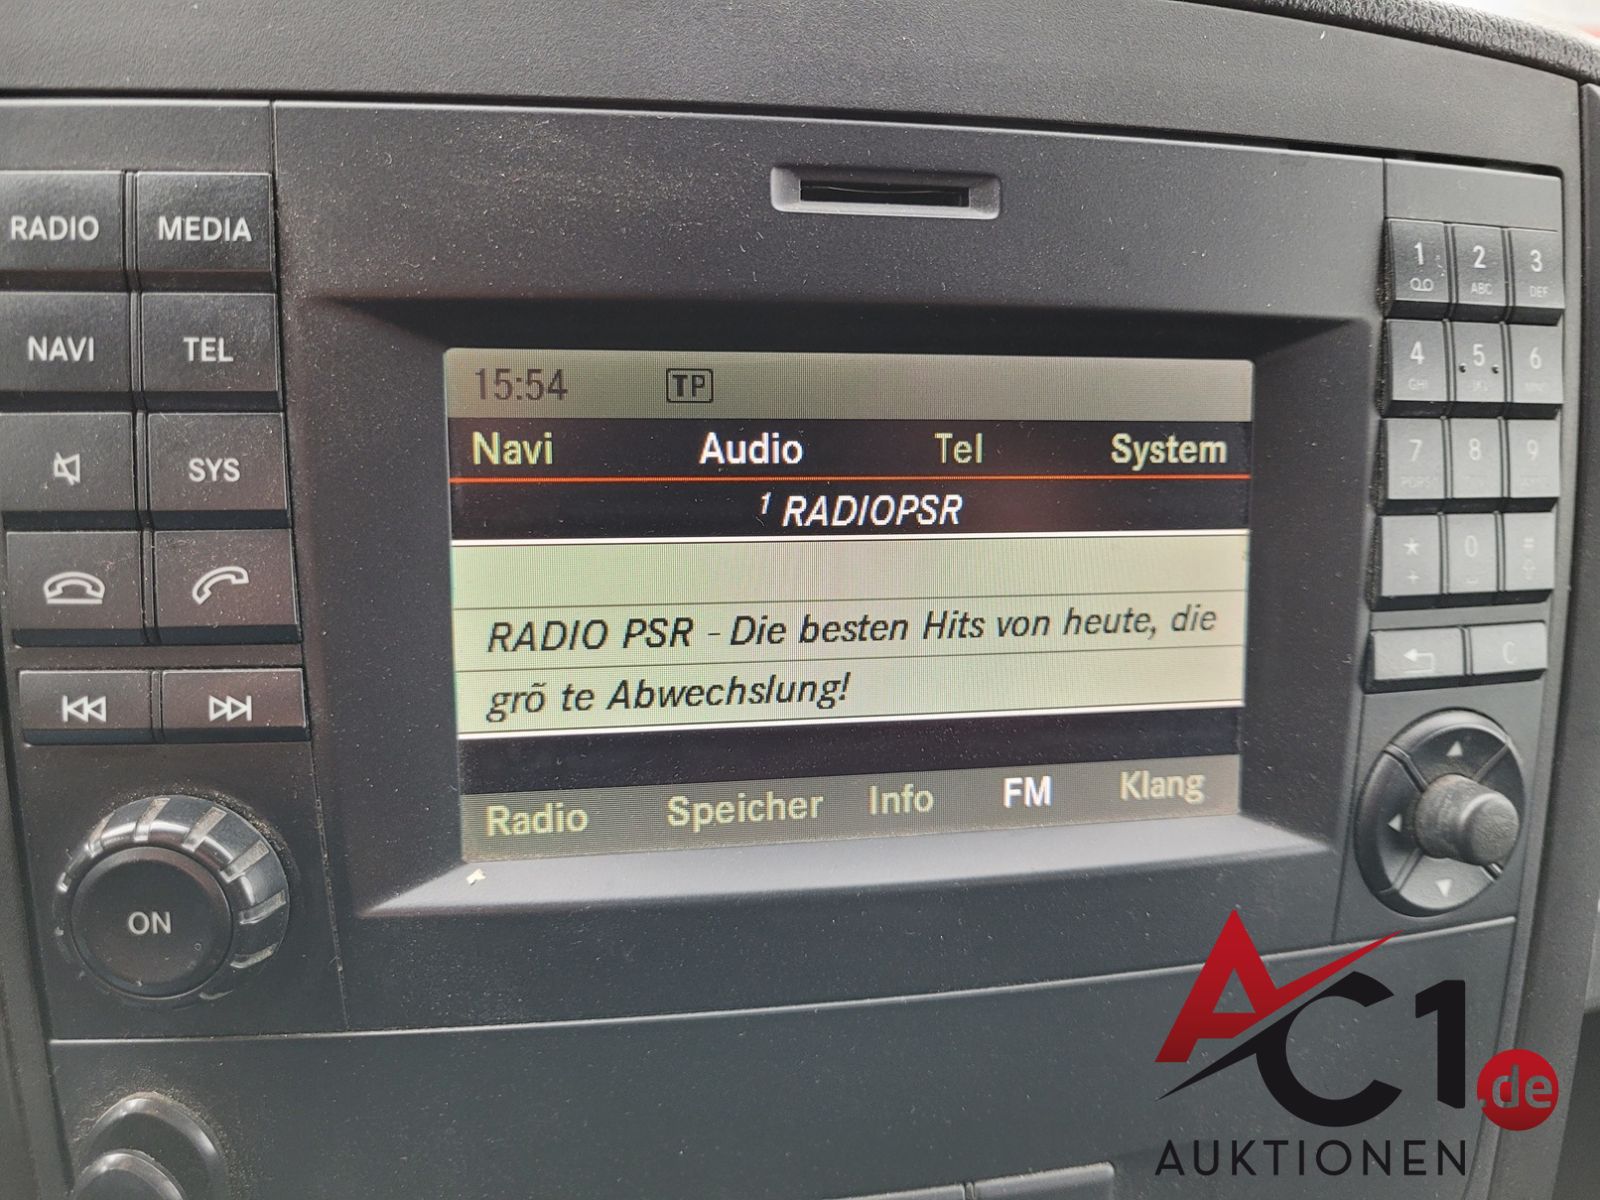 RADIO MEDIA
NAVI TEL
SYS
ON
15:54 TP
Navi Audio Tel System
1 RADIOPSR
RADIO PSR - Die besten Hits von heute, die
grõ te Abwechslung!
Radio Speicher Info FM Klang
1 2 3
ABC DEF
4 5 6
GHI
7 8 9
* 0
+
C
AC1.de
AUKTIONEN